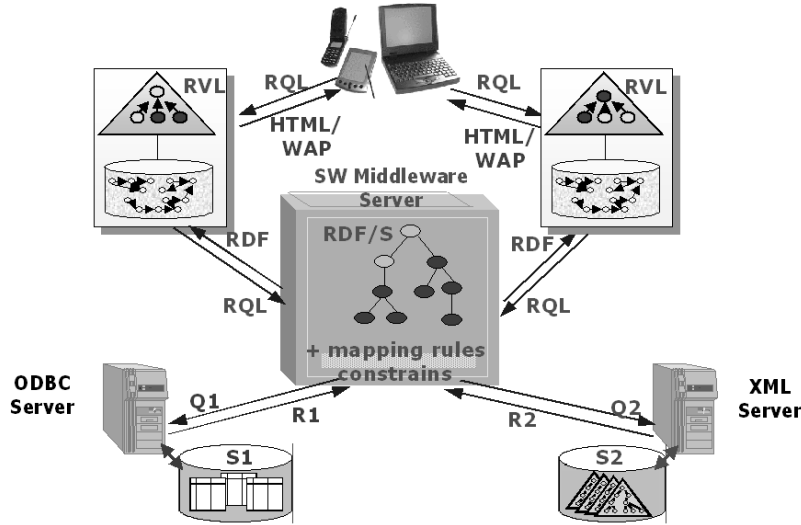 RVL
RQL
RQL
RVL
HTML/
WAP
HTML/
WAP
SW Middleware
Server
RDF/S
RDF
RDF
RQL
RQL
+ mapping rules
constrains
ODBC
Server
Q1
R1
R2
Q2
XML
Server
S1
S2